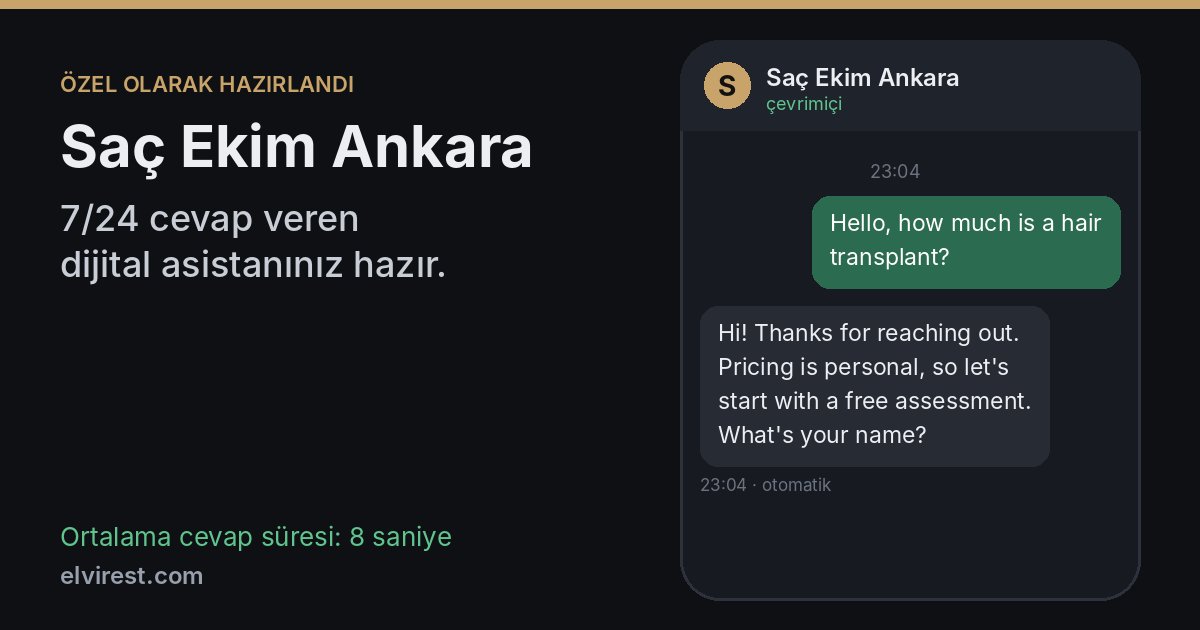 ÖZEL OLARAK HAZIRLANDI
Saç Ekim Ankara
7/24 cevap veren
dijital asistanınız hazır.
Ortalama cevap süresi: 8 saniye
elvirest.com
S
Saç Ekim Ankara
çevrimiçi
23:04
Hello, how much is a hair
transplant?
Hi! Thanks for reaching out.
Pricing is personal, so let's
start with a free assessment.
What's your name?
23:04 · otomatik